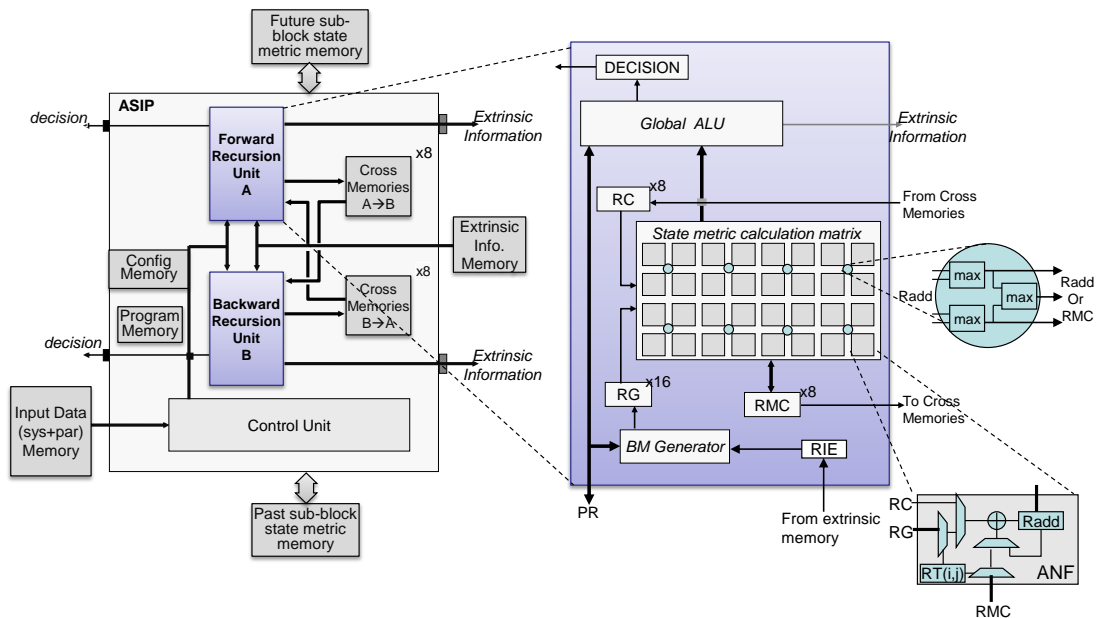 Future sub-
block state
metric memory
ASIP
decision
Forward
Recursion
Unit
A
Extrinsic
Information
x8
Cross
Memories
A→B
Extrinsic
Info.
Memory
Config
Memory
x8
Cross
Memories
B→A
Program
Memory
Backward
Recursion
Unit
B
decision
Extrinsic
Information
Input Data
(sys+par)
Memory
Control Unit
Past sub-block
state metric
memory
DECISION
Global ALU
Extrinsic
Information
x8
RC
From Cross
Memories
State metric calculation matrix
x16
RG
x8
RMC
To Cross
Memories
BM Generator
RIE
PR
From extrinsic
memory
max
Radd
max
max
Radd
Or
RMC
RC
RG
Radd
RT(i,j)
ANF
RMC